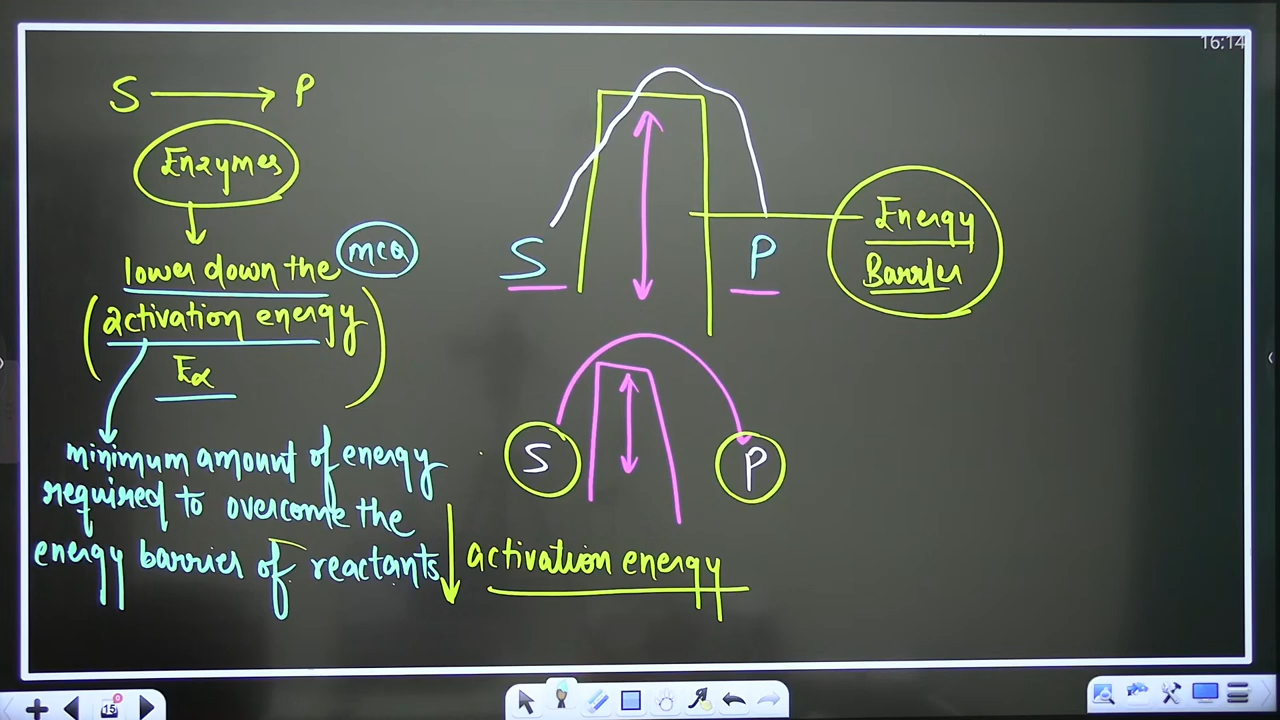 16:14
S → P
Enzymes
lower down the
mcq
(activation energy
Ea)
minimum amount of energy
required to overcome the
energy barrier of reactants
S
P
Energy
Barrier
S
P
↓ activation energy
15